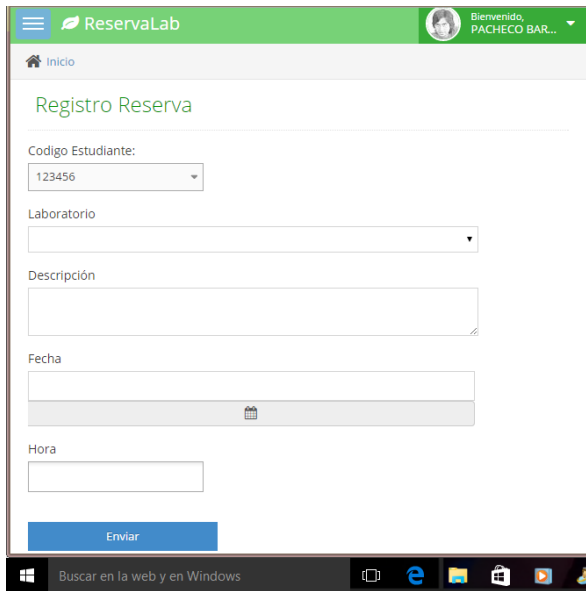 ReservaLab
Bienvenido,
PACHECO BAR...
Inicio
Registro Reserva
Codigo Estudiante:
123456
Laboratorio
Descripción
Fecha
Hora
Enviar
Buscar en la web y en Windows